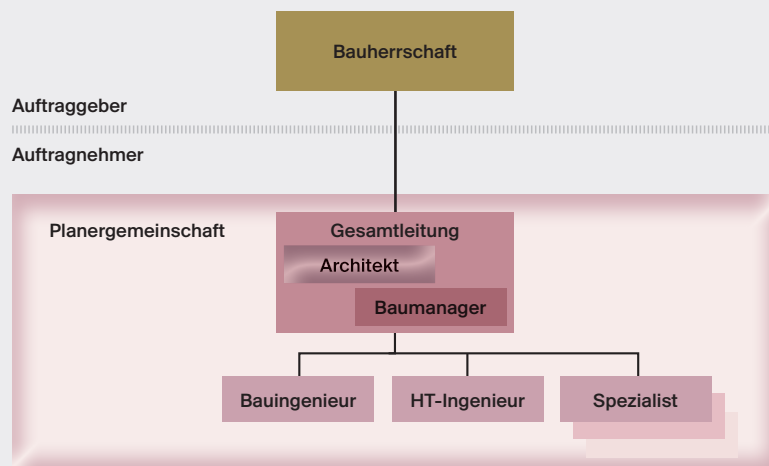 Bauherrschaft
Auftraggeber
Auftragnehmer
Planergemeinschaft
Gesamtleitung
Architekt
Baumanager
Bauingenieur
HT-Ingenieur
Spezialist